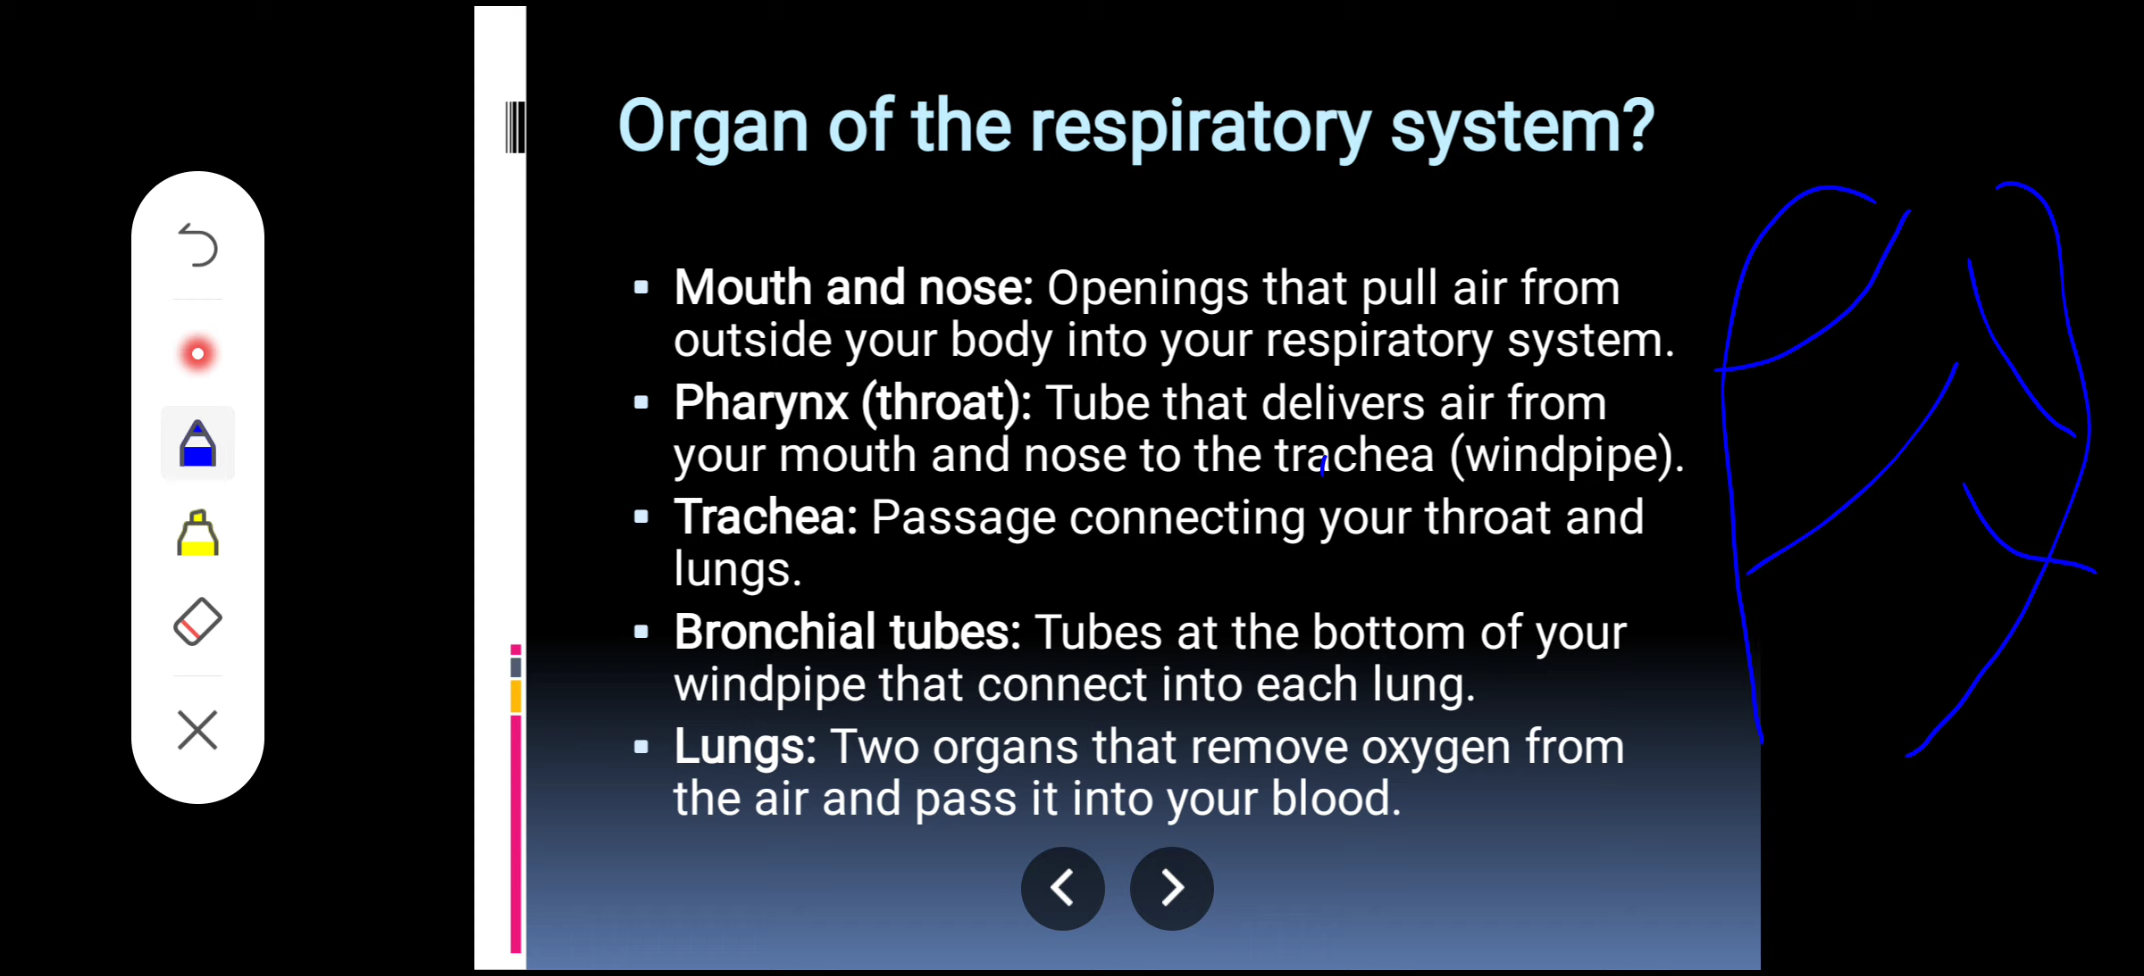 Organ of the respiratory system?
▪ Mouth and nose: Openings that pull air from
outside your body into your respiratory system.
▪ Pharynx (throat): Tube that delivers air from
your mouth and nose to the trachea (windpipe).
▪ Trachea: Passage connecting your throat and
lungs.
▪ Bronchial tubes: Tubes at the bottom of your
windpipe that connect into each lung.
▪ Lungs: Two organs that remove oxygen from
the air and pass it into your blood.